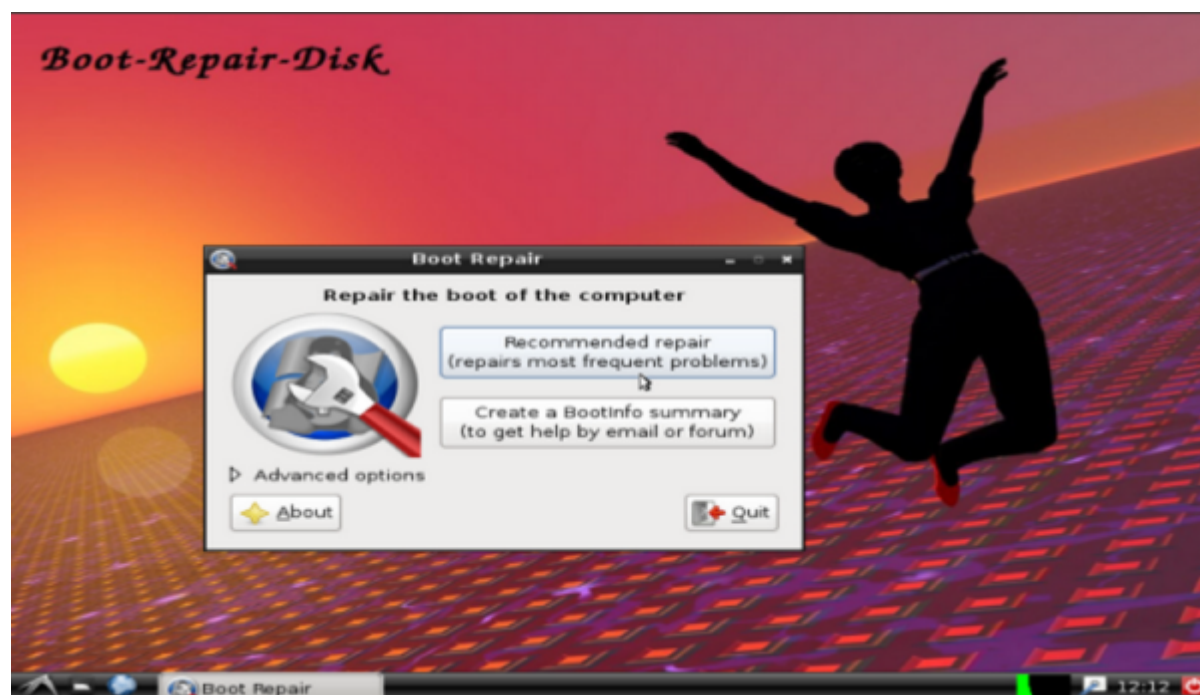 Boot-Repair-Disk
Boot Repair
Repair the boot of the computer
Recommended repair
(repairs most frequent problems)
Create a BootInfo summary
(to get help by email or forum)
Advanced options
About
Quit
Boot Repair
12:12